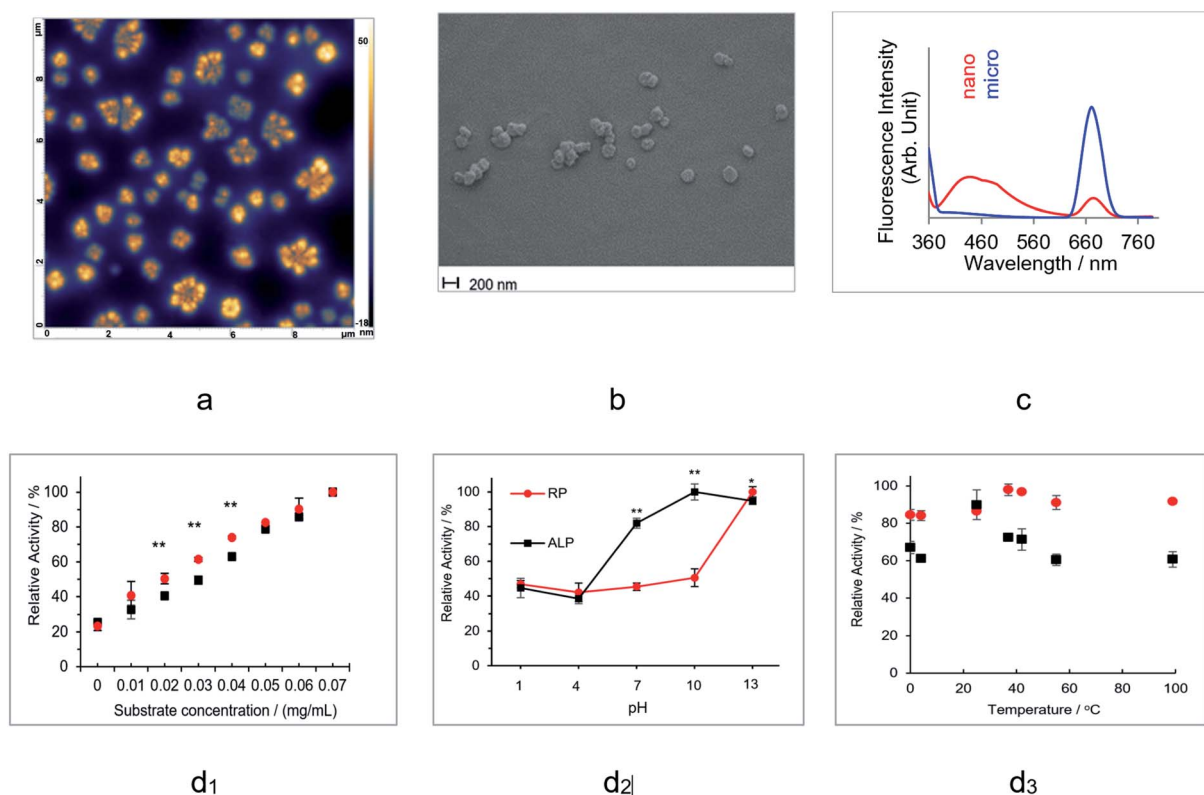 50
-18
nm
8
6
4
2
0
0 2 4 6 8 µm
µm
a
200 nm
b
Fluorescence Intensity
(Arb. Unit)
nano
micro
360 460 560 660 760
Wavelength / nm
c
Relative Activity / %
100
80
60
40
20
0
** ** **
0 0.01 0.02 0.03 0.04 0.05 0.06 0.07
Substrate concentration / (mg/mL)
d1
Relative Activity / %
120
100
80
60
40
20
0
RP
ALP
** ** *
1 4 7 10 13
pH
d2
Relative Activity / %
100
80
60
40
20
0
0 20 40 60 80 100
Temperature / °C
d3